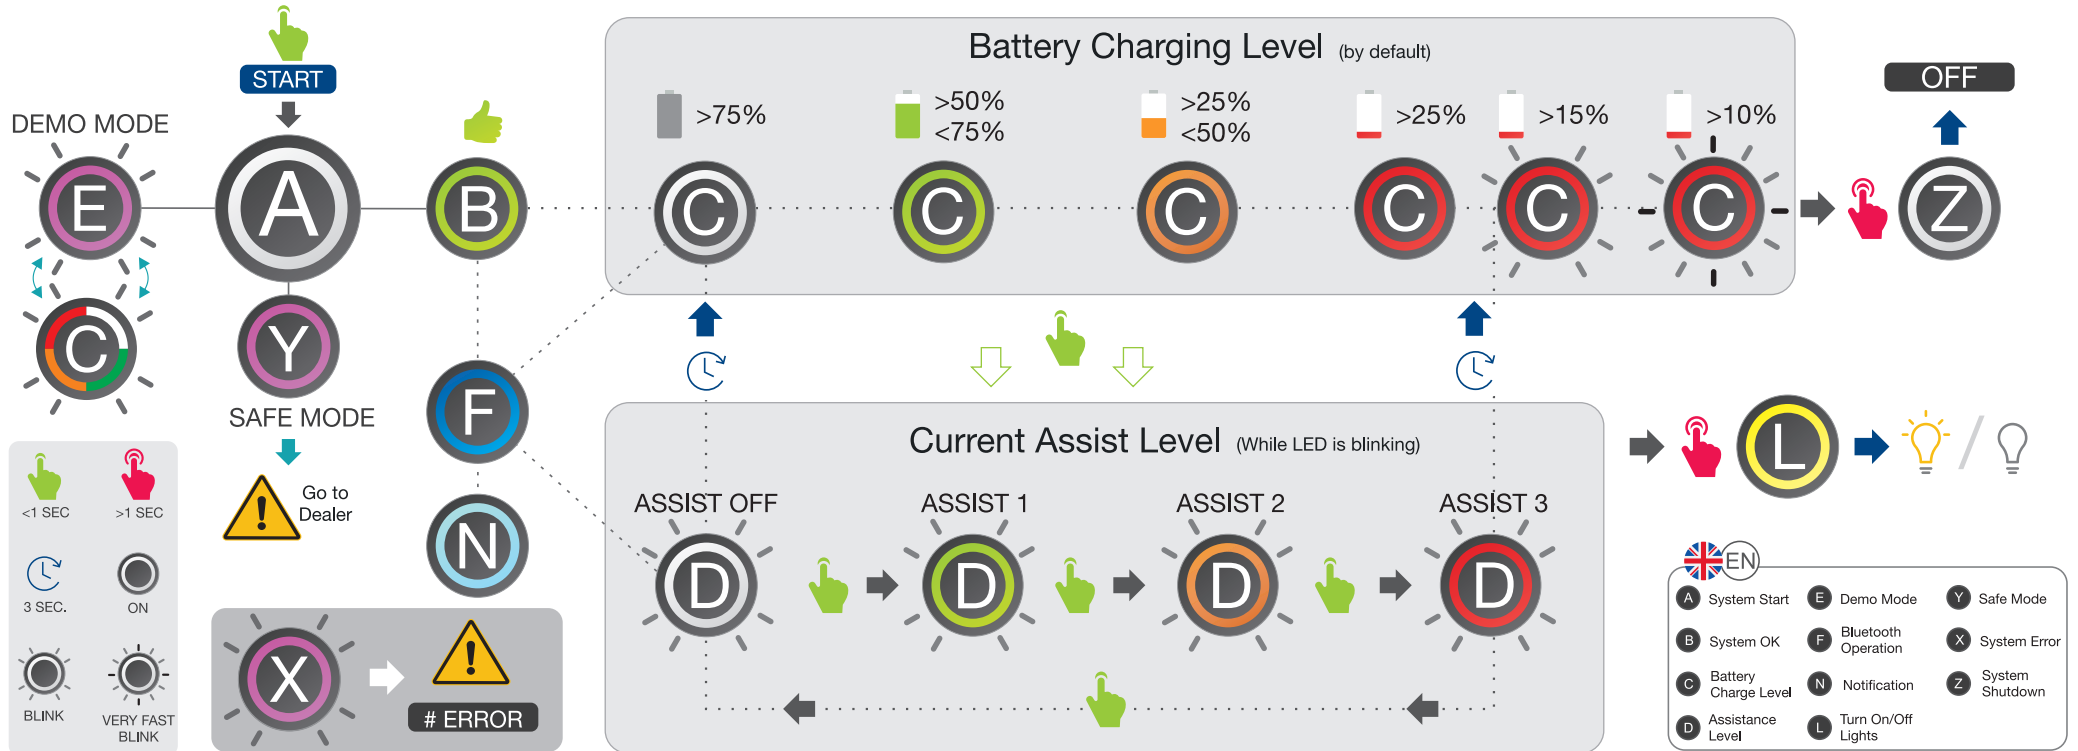 START
DEMO MODE
E
A
B
C
Y
SAFE MODE
Go to
Dealer
F
N
<1 SEC
>1 SEC
3 SEC.
ON
BLINK
VERY FAST
BLINK
X
# ERROR
Battery Charging Level (by default)
>75%
>50%
<75%
>25%
<50%
>25%
>15%
>10%
C
C
C
C
C
C
OFF
Z
Current Assist Level (While LED is blinking)
ASSIST OFF
ASSIST 1
ASSIST 2
ASSIST 3
D
D
D
D
L
EN
A System Start
E Demo Mode
Y Safe Mode
B System OK
F Bluetooth
Operation
X System Error
C Battery
Charge Level
N Notification
Z System
Shutdown
D Assistance
Level
L Turn On/Off
Lights